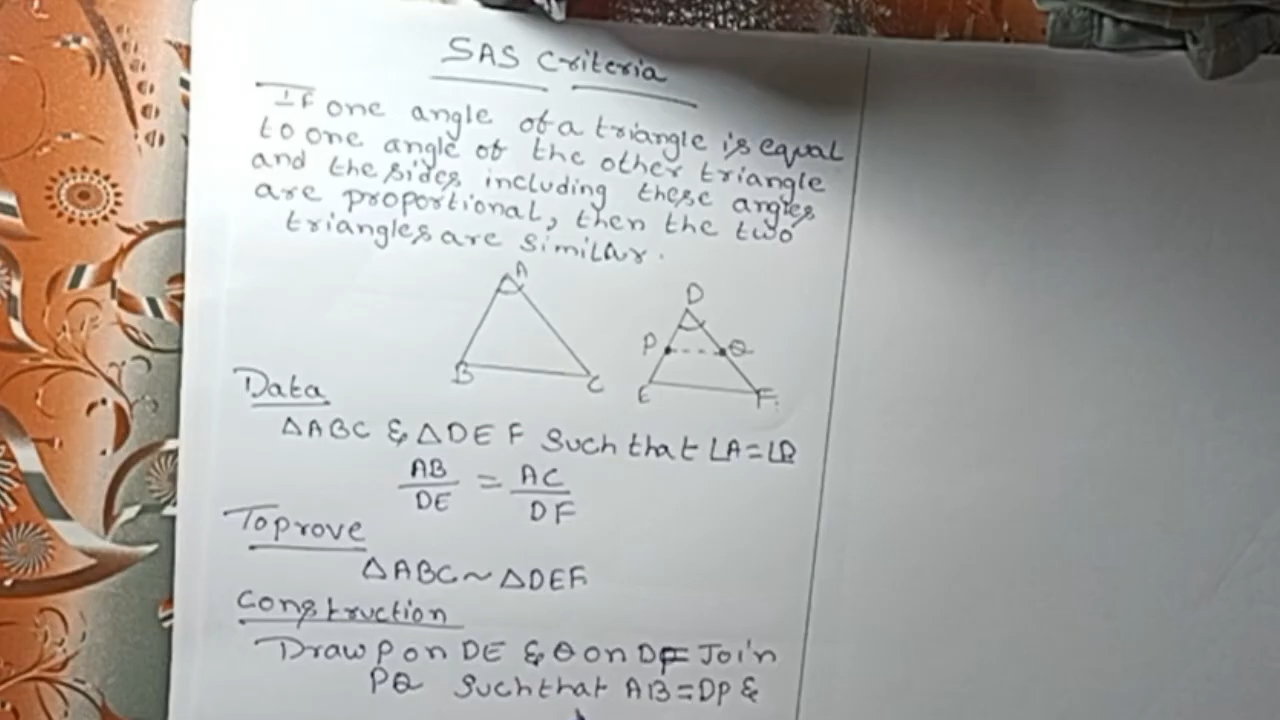 SAS Criteria
If one angle of a triangle is equal
to one angle of the other triangle
and the sides including these angles
are proportional, then the two
triangles are similar.
A
B
C
D
P
Q
E
F
Data
△ABC & △DEF Such that ∠A=∠D
AB/DE = AC/DF
To prove
△ABC ~ △DEF
Construction
Draw P on DE & Q on DF Join
PQ Such that AB=DP &